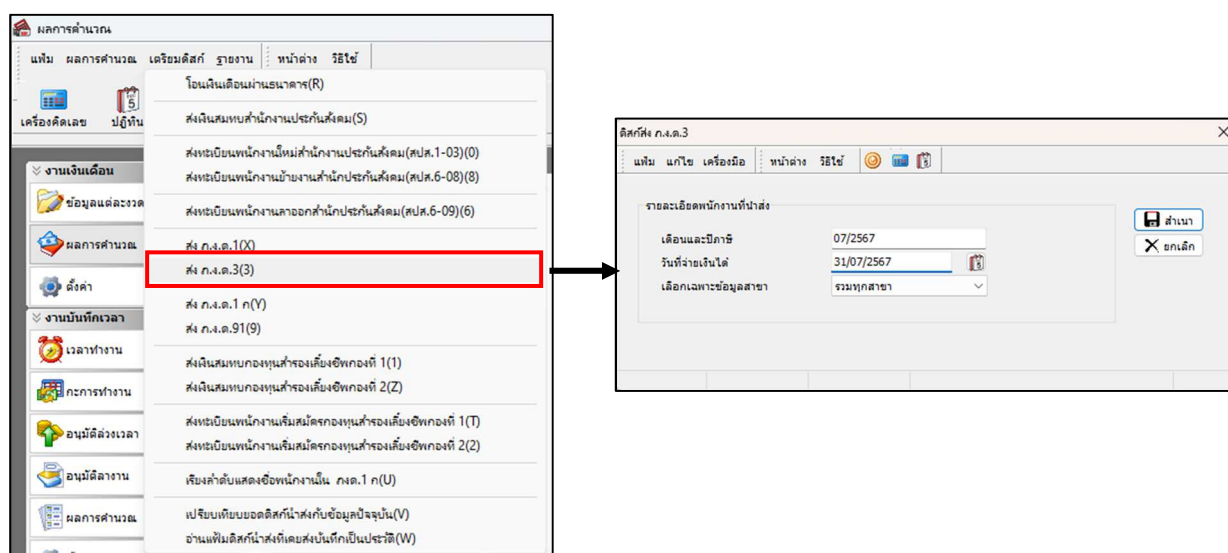 ผลการคำนวณ
แฟ้ม ผลการคำนวณ เตรียมดิสก์ รายงาน หน้าต่าง วิธีใช้
เครื่องคิดเลข ปฏิทิน
งานเงินเดือน
ข้อมูลแต่ละงวด
ผลการคำนวณ
ตั้งค่า
งานบันทึกเวลา
เวลาทำงาน
กะการทำงาน
อนุมัติล่วงเวลา
อนุมัติลางาน
ผลการคำนวณ
โอนเงินเดือนผ่านธนาคาร(R)
ส่งเงินสมทบสำนักงานประกันสังคม(S)
ส่งทะเบียนพนักงานใหม่สำนักงานประกันสังคม(สปส.1-03)(0)
ส่งทะเบียนพนักงานย้ายงานสำนักประกันสังคม(สปส.6-08)(8)
ส่งทะเบียนพนักงานลาออกสำนักประกันสังคม(สปส.6-09)(6)
ส่ง ภ.ง.ด.1(X)
ส่ง ภ.ง.ด.3(3)
ส่ง ภ.ง.ด.1 ก(Y)
ส่ง ภ.ง.ด.91(9)
ส่งเงินสมทบกองทุนสำรองเลี้ยงชีพกองที่ 1(1)
ส่งเงินสมทบกองทุนสำรองเลี้ยงชีพกองที่ 2(Z)
ส่งทะเบียนพนักงานเริ่มสมัครกองทุนสำรองเลี้ยงชีพกองที่ 1(T)
ส่งทะเบียนพนักงานเริ่มสมัครกองทุนสำรองเลี้ยงชีพกองที่ 2(2)
เรียงลำดับแสดงชื่อพนักงานใน ภงด.1 ก(U)
เปรียบเทียบยอดดิสก์นำส่งกับข้อมูลปัจจุบัน(V)
อ่านแฟ้มดิสก์นำส่งที่เคยส่งบันทึกเป็นประวัติ(W)
ดิสก์ส่ง ภ.ง.ด.3
แฟ้ม แก้ไข เครื่องมือ หน้าต่าง วิธีใช้
รายละเอียดพนักงานที่นำส่ง
เดือนและปีภาษี 07/2567
วันที่จ่ายเงินได้ 31/07/2567
เลือกเฉพาะข้อมูลสาขา รวมทุกสาขา
สำเนา
ยกเลิก